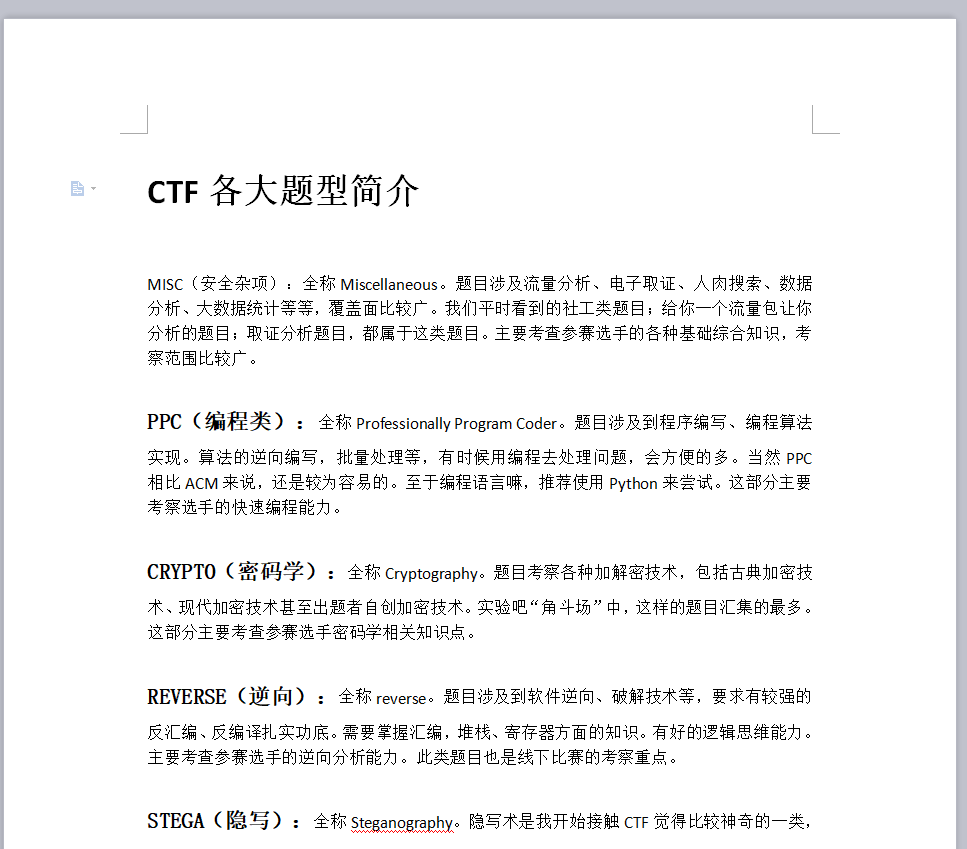 CTF 各大题型简介
MISC（安全杂项）：全称 Miscellaneous。题目涉及流量分析、电子取证、人肉搜索、数据
分析、大数据统计等等，覆盖面比较广。我们平时看到的社工类题目；给你一个流量包让你
分析的题目；取证分析题目，都属于这类题目。主要考查参赛选手的各种基础综合知识，考
察范围比较广。
PPC（编程类）：全称 Professionally Program Coder。题目涉及到程序编写、编程算法
实现。算法的逆向编写，批量处理等，有时候用编程去处理问题，会方便的多。当然 PPC
相比 ACM 来说，还是较为容易的。至于编程语言嘛，推荐使用 Python 来尝试。这部分主要
考察选手的快速编程能力。
CRYPTO（密码学）：全称 Cryptography。题目考察各种加解密技术，包括古典加密技
术、现代加密技术甚至出题者自创加密技术。实验吧“角斗场”中，这样的题目汇集的最多。
这部分主要考查参赛选手密码学相关知识点。
REVERSE（逆向）：全称 reverse。题目涉及到软件逆向、破解技术等，要求有较强的
反汇编、反编译扎实功底。需要掌握汇编，堆栈、寄存器方面的知识。有好的逻辑思维能力。
主要考查参赛选手的逆向分析能力。此类题目也是线下比赛的考察重点。
STEGA（隐写）：全称 Steganography。隐写术是我开始接触 CTF 觉得比较神奇的一类，